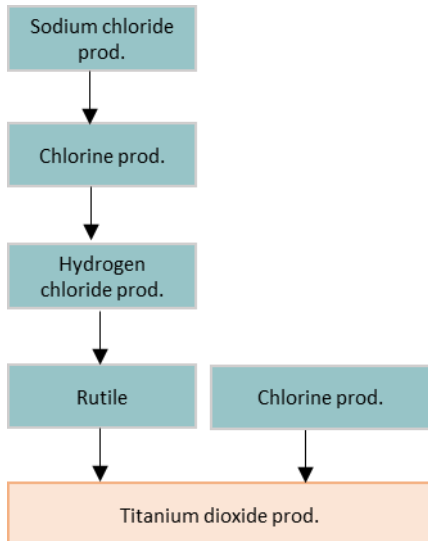 Sodium chloride
prod.
Chlorine prod.
Hydrogen
chloride prod.
Rutile
Chlorine prod.
Titanium dioxide prod.